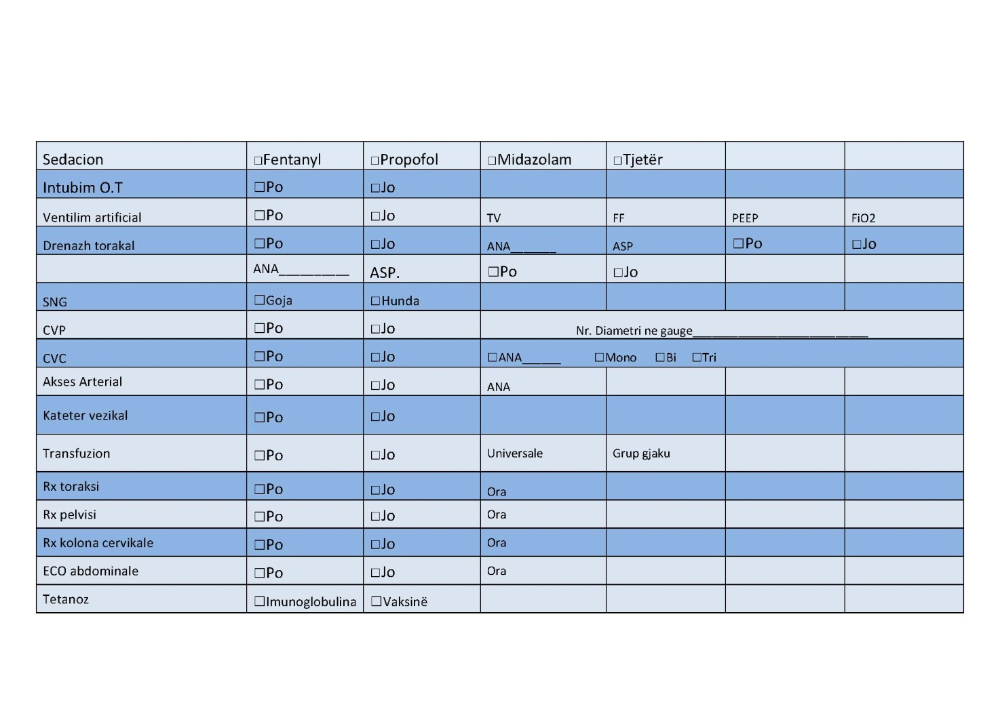 Sedacion ☐Fentanyl ☐Propofol ☐Midazolam ☐Tjetër
Intubim O.T ☐Po ☐Jo
Ventilim artificial ☐Po ☐Jo TV FF PEEP FiO2
Drenazh torakal ☐Po ☐Jo ANA_______ ASP ☐Po ☐Jo
ANA__________ ASP. ☐Po ☐Jo
SNG ☐Goja ☐Hunda
CVP ☐Po ☐Jo Nr. Diametri ne gauge___________________________
CVC ☐Po ☐Jo ☐ANA______ ☐Mono ☐Bi ☐Tri
Akses Arterial ☐Po ☐Jo ANA
Kateter vezikal ☐Po ☐Jo
Transfuzion ☐Po ☐Jo Universale Grup gjaku
Rx toraksi ☐Po ☐Jo Ora
Rx pelvisi ☐Po ☐Jo Ora
Rx kolona cervikale ☐Po ☐Jo Ora
ECO abdominale ☐Po ☐Jo Ora
Tetanoz ☐Imunoglobulina ☐Vaksinë